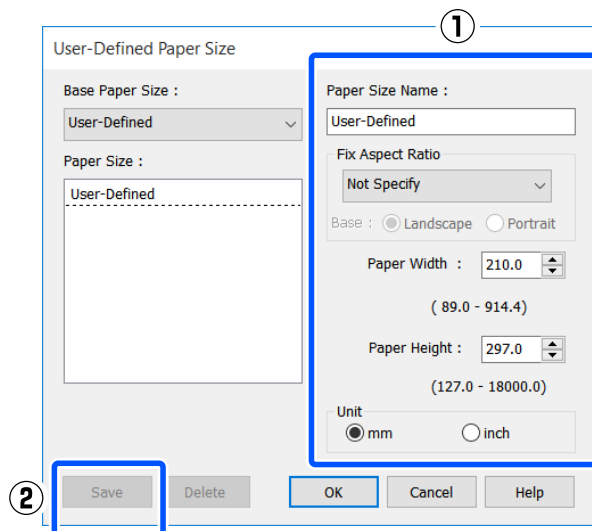 ①
User-Defined Paper Size
Base Paper Size :
User-Defined
Paper Size :
User-Defined
Paper Size Name :
User-Defined
Fix Aspect Ratio
Not Specify
Base : Landscape Portrait
Paper Width : 210.0
( 89.0 - 914.4)
Paper Height : 297.0
(127.0 - 18000.0)
Unit
mm inch
②
Save Delete OK Cancel Help